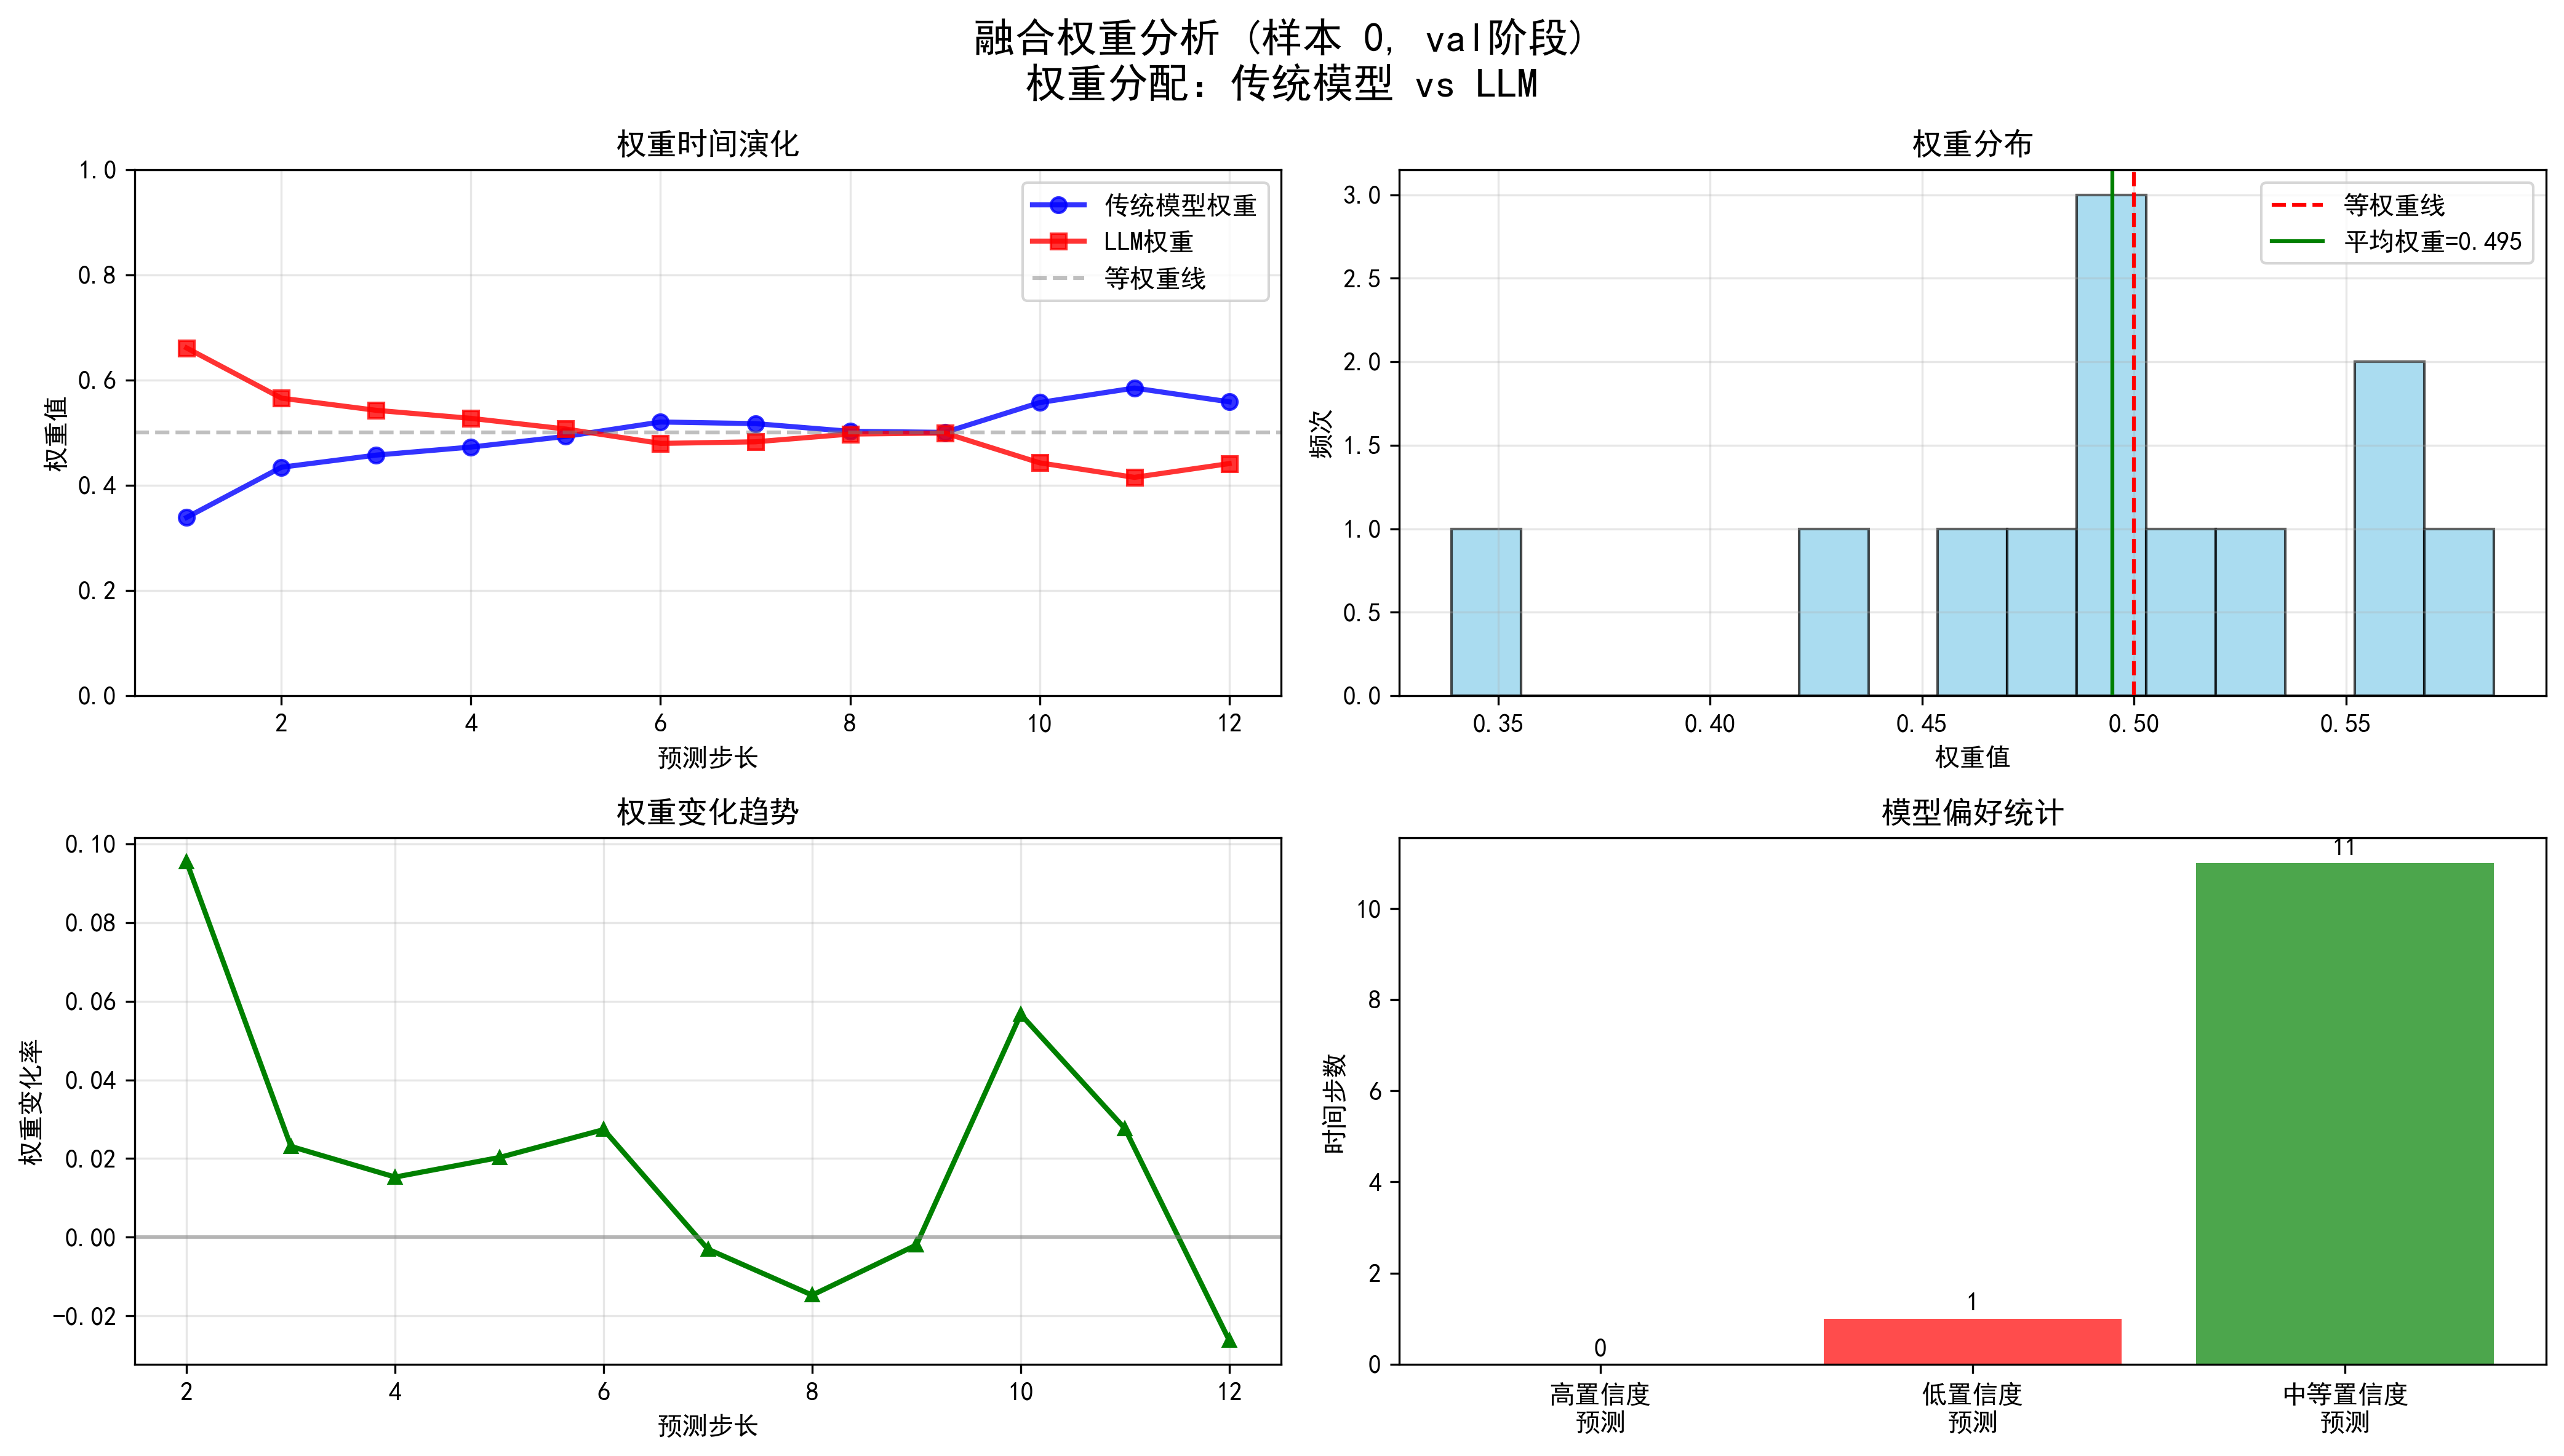 融合权重分析 (样本 0, val阶段)
权重分配: 传统模型 vs LLM
权重时间演化
1.0
0.8
0.6
0.4
0.2
0.0
权重值
传统模型权重
LLM权重
等权重线
2 4 6 8 10 12
预测步长
权重分布
3.0
2.5
2.0
1.5
1.0
0.5
0.0
频次
等权重线
平均权重=0.495
0.35 0.40 0.45 0.50 0.55
权重值
权重变化趋势
0.10
0.08
0.06
0.04
0.02
0.00
−0.02
权重变化率
2 4 6 8 10 12
预测步长
模型偏好统计
10
8
6
4
2
0
时间步数
0
1
11
高置信度
预测
低置信度
预测
中等置信度
预测